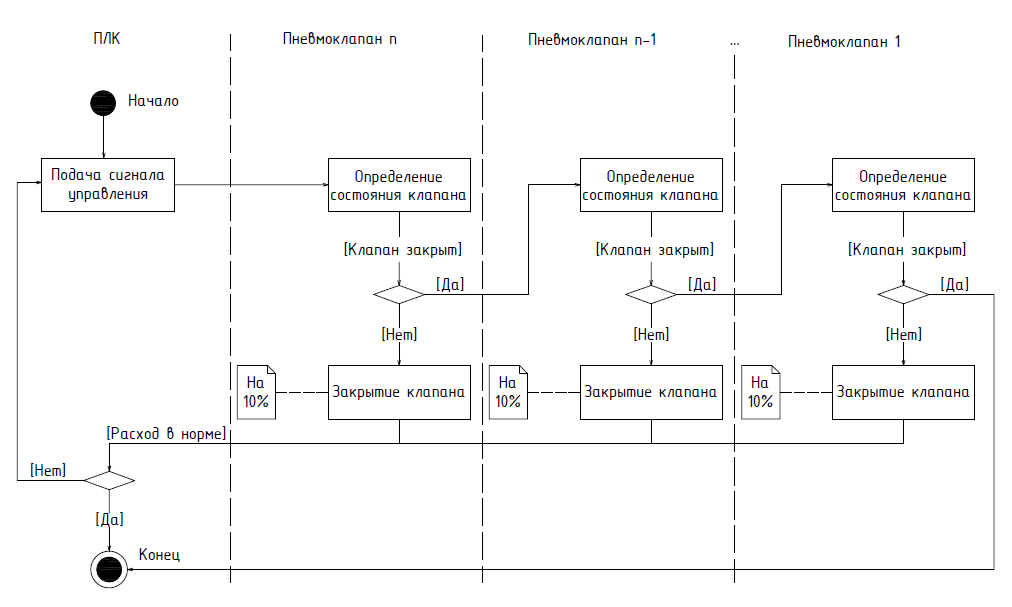 ПЛК
Пневмоклапан n
Пневмоклапан n-1
...
Пневмоклапан 1
Начало
Подача сигнала
управления
Определение
состояния клапана
Определение
состояния клапана
Определение
состояния клапана
[Клапан закрыт]
[Клапан закрыт]
[Клапан закрыт]
[Да]
[Да]
[Да]
[Нет]
[Нет]
[Нет]
На
10%
Закрытие клапана
На
10%
Закрытие клапана
На
10%
Закрытие клапана
[Расход в норме]
[Нет]
[Да]
Конец